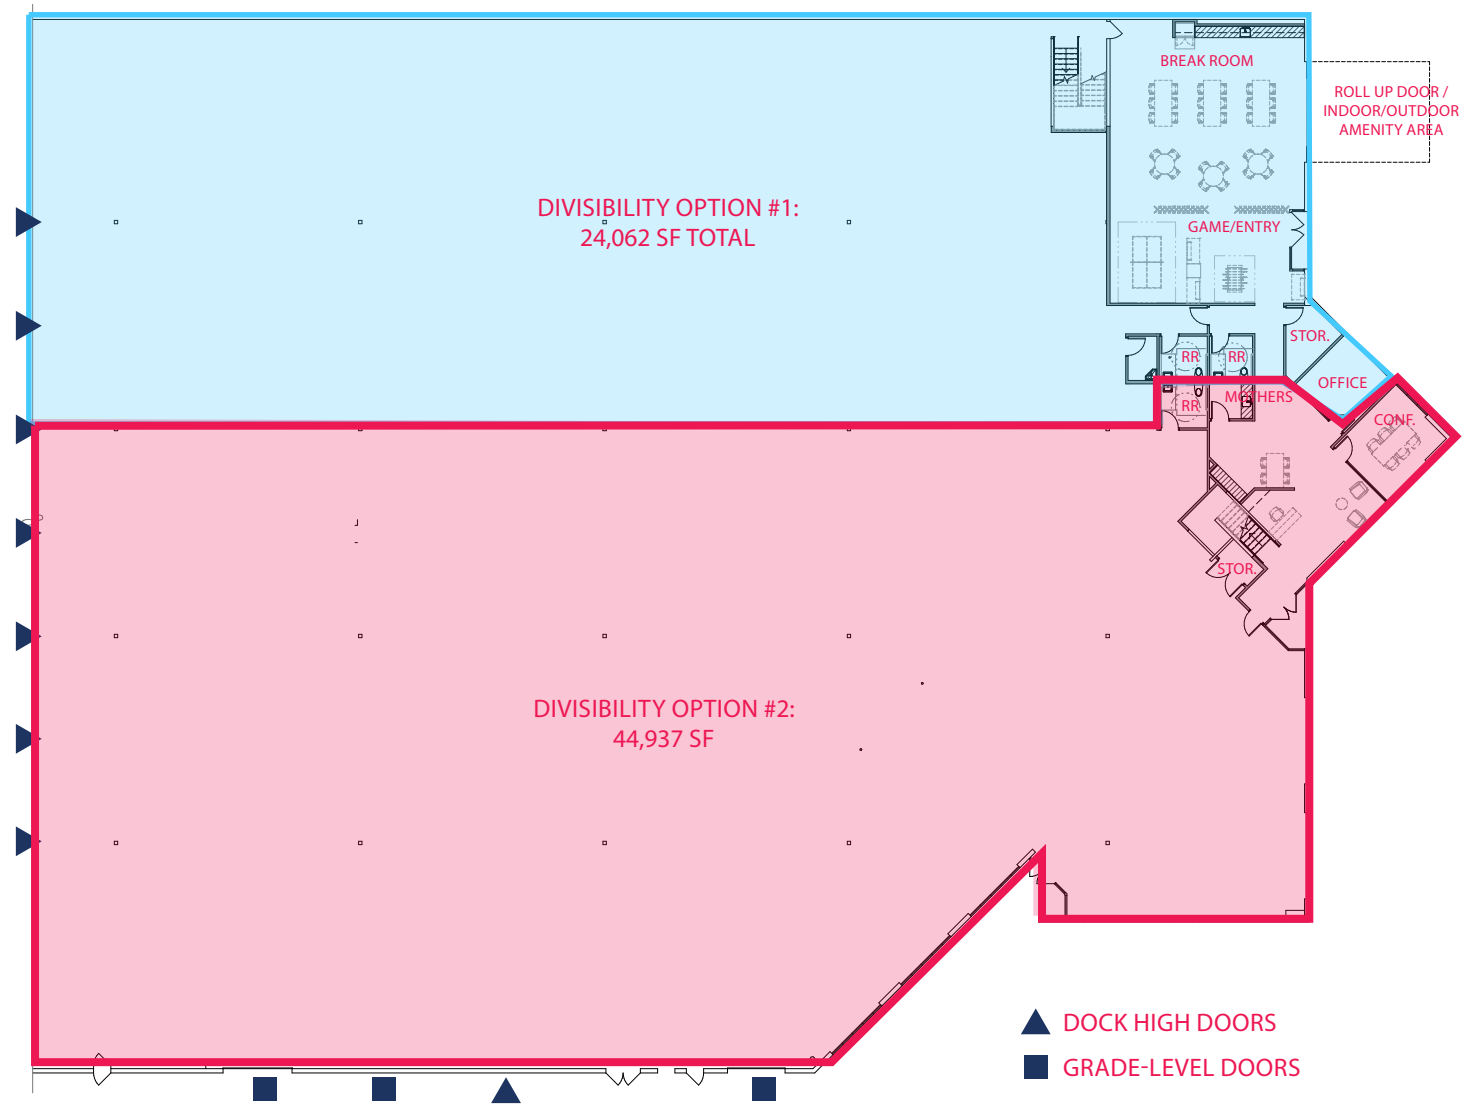 BREAK ROOM
ROLL UP DOOR /
INDOOR/OUTDOOR
AMENITY AREA
DIVISIBILITY OPTION #1:
24,062 SF TOTAL
GAME/ENTRY
STOR.
RR
RR
OFFICE
MOTHERS
RR
CONF.
STOR.
DIVISIBILITY OPTION #2:
44,937 SF
DOCK HIGH DOORS
GRADE-LEVEL DOORS